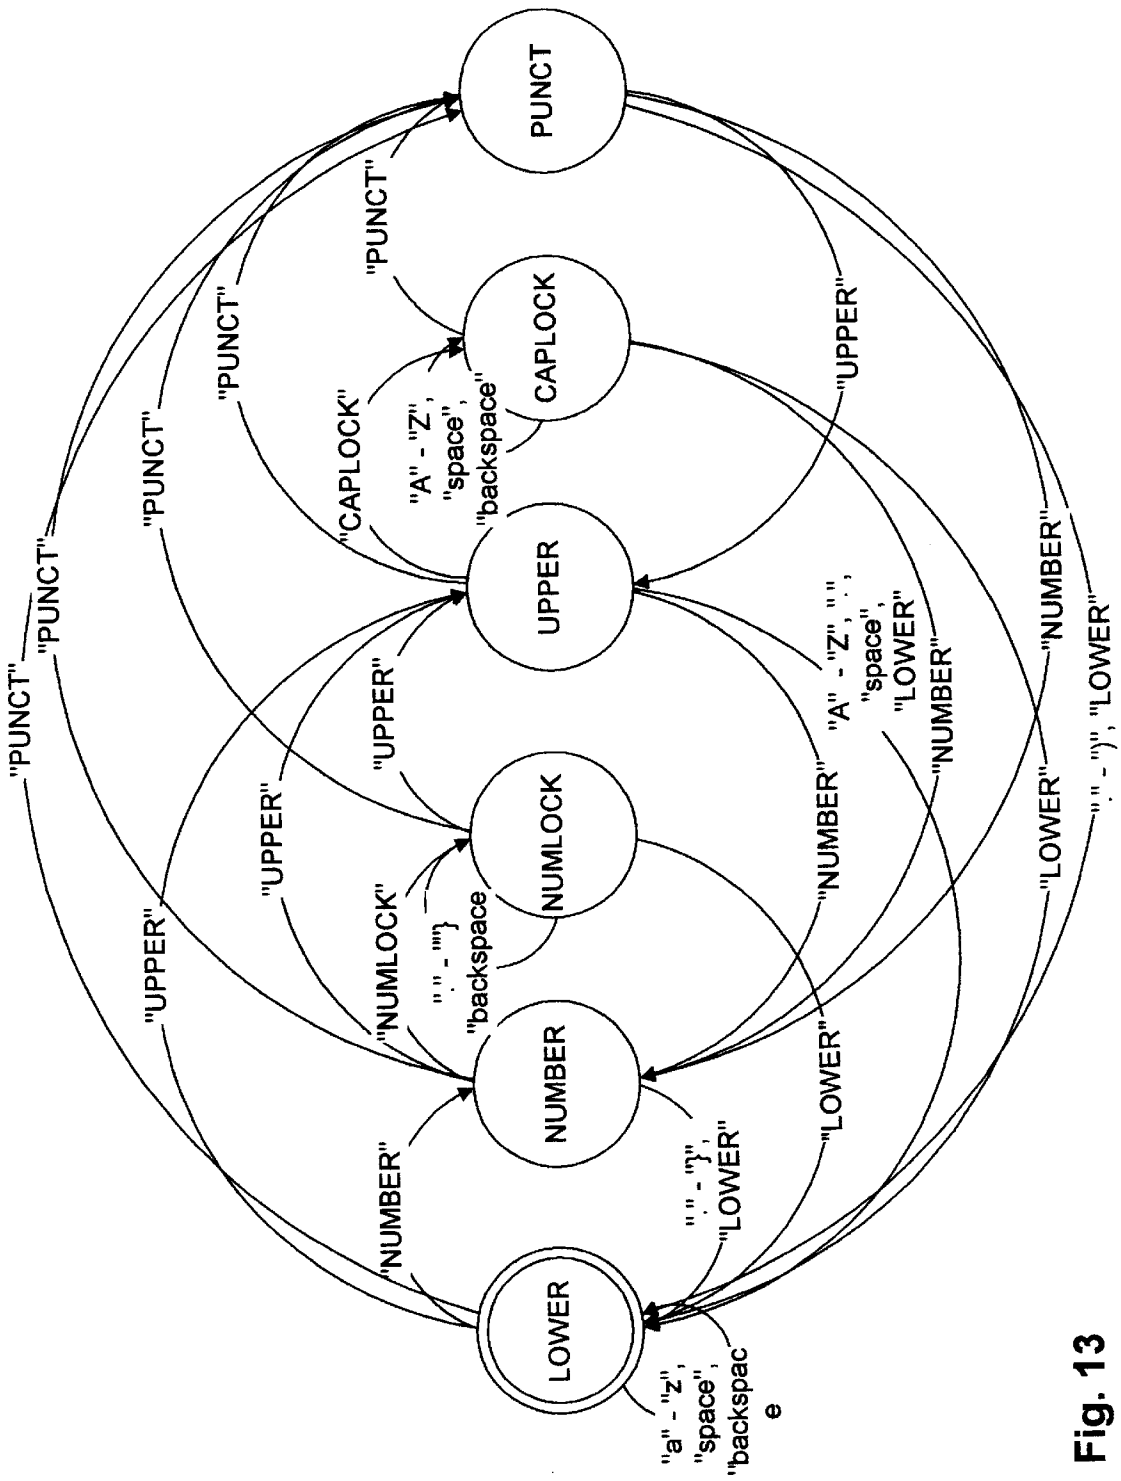 "PUNCT"
"PUNCT"
"PUNCT"
"UPPER"
"PUNCT"
"UPPER"
"CAPLOCK"
"PUNCT"
"NUMBER"
"NUMLOCK"
"UPPER"
"A" - "Z",
"space",
"backspace"
"backspace
LOWER
NUMBER
NUMLOCK
UPPER
CAPLOCK
PUNCT
"a" - "z",
"space",
"backspac
e
"LOWER"
"LOWER"
"NUMBER"
"A" - "Z", ".",
"space",
"LOWER"
"UPPER"
"NUMBER"
"LOWER"
"NUMBER"
"." - ")", "LOWER"
Fig. 13